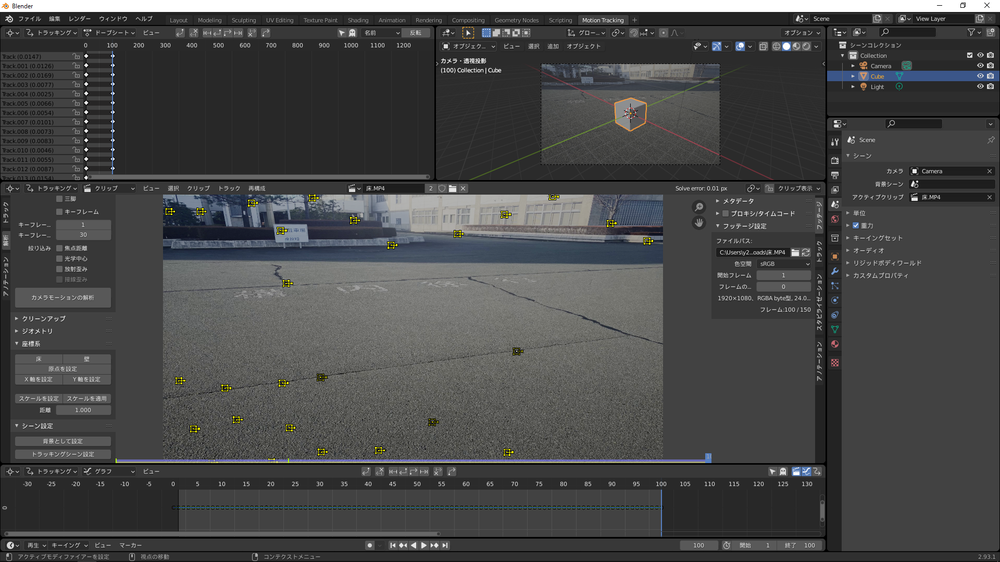 Blender
ファイル 編集 レンダー ウィンドウ ヘルプ Layout Modeling Sculpting UV Editing Texture Paint Shading Animation Rendering Compositing Geometry Nodes Scripting Motion Tracking + Scene View Layer
トラッキング ドープシート ビュー 名前 反転
0 100 200 300 400 500 600 700 800 900 1000 1100 1200
Track (0.0147)
Track.001 (0.0126)
Track.002 (0.0169)
Track.003 (0.0077)
Track.004 (0.0025)
Track.005 (0.0066)
Track.006 (0.0054)
Track.007 (0.0101)
Track.008 (0.0073)
Track.009 (0.0083)
Track.010 (0.0046)
Track.011 (0.0055)
Track.012 (0.0087)
Track.013 (0.0154)
グロー... オプション
オブジェク... ビュー 選択 追加 オブジェクト
カメラ・透視投影
(100) Collection | Cube
シーンコレクション
Collection
Camera
Cube
Light
トラッキング クリップ ビュー 選択 クリップ トラック 再構成 床.MP4 2 Solve error: 0.01 px クリップ表示
トラック
解析
アノテーション
三脚
キーフレーム
キーフレー... 1
キーフレー... 30
絞り込み 焦点距離
光学中心
放射歪み
接線歪み
カメラモーションの解析
クリーンアップ
ジオメトリ
座標系
床 壁
原点を設定
X 軸を設定 Y 軸を設定
スケールを設定 スケールを適用
距離 1.000
シーン設定
背景として設定
トラッキングシーン設定
駐車場
メタデータ
プロキシ/タイムコード
フッテージ設定
ファイルパス:
C:\Users\y2...oads\床.MP4
色空間 sRGB
開始フレーム 1
フレームの... 0
1920×1080、RGBA byte型, 24.0...
フレーム:100 / 150
フッテージ
トラック
スタビライゼーション
アノテーション
Scene
シーン
カメラ Camera
背景シーン
アクティブクリップ 床.MP4
単位
重力
キーイングセット
オーディオ
リジッドボディワールド
カスタムプロパティ
トラッキング グラフ ビュー
-30 -25 -20 -15 -10 -5 0 5 10 15 20 25 30 35 40 45 50 55 60 65 70 75 80 85 90 95 100 105 110 115 120 125 130
0
再生 キーイング ビュー マーカー 100 開始 1 終了 100
アクティブモディファイアーを設定 視点の移動 コンテクストメニュー 2.93.1